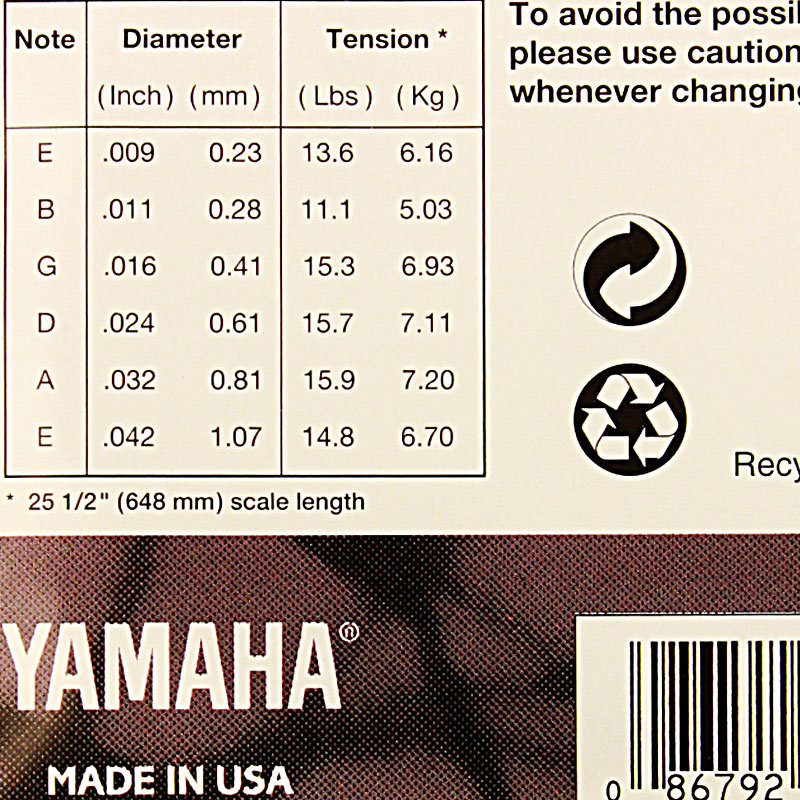 Note Diameter Tension *
(Inch) (mm) (Lbs) (Kg)
E .009 0.23 13.6 6.16
B .011 0.28 11.1 5.03
G .016 0.41 15.3 6.93
D .024 0.61 15.7 7.11
A .032 0.81 15.9 7.20
E .042 1.07 14.8 6.70
* 25 1/2" (648 mm) scale length
To avoid the possi
please use caution
whenever changing
Recy
YAMAHA®
MADE IN USA
0 86792